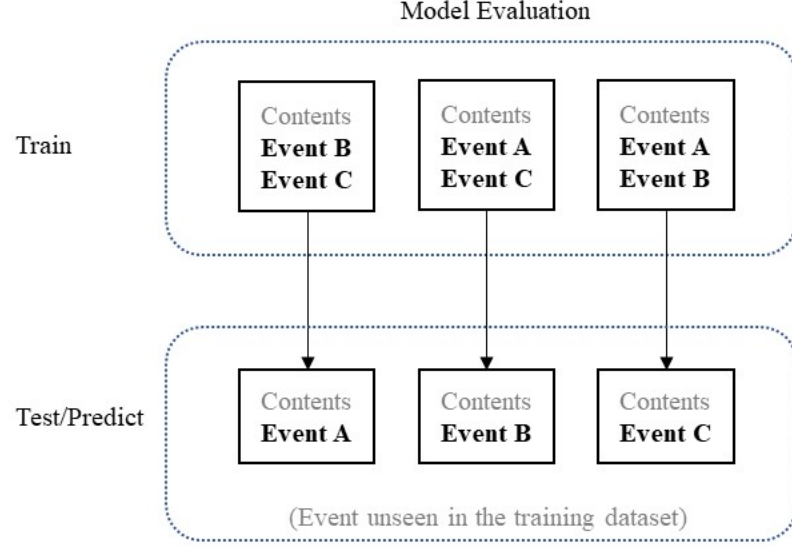 Model Evaluation
Train
Contents
Event B
Event C
Contents
Event A
Event C
Contents
Event A
Event B
Test/Predict
Contents
Event A
Contents
Event B
Contents
Event C
(Event unseen in the training dataset)